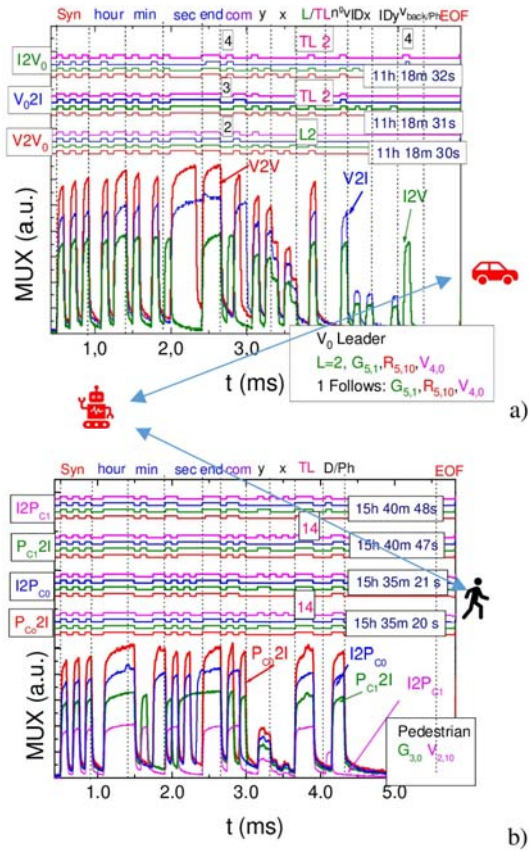 Syn hour min sec end com y x L/TL nºV IDx IDy Vback/Ph EOF
4 TL 2 4
I2V0 11h 18m 32s
3 TL 2
V02I 11h 18m 31s
2 L2
V2V0 11h 18m 30s
V2V V2I I2V
MUX (a.u.)
1,0 2,0 3,0
t (ms)
V0 Leader
L=2, G5,1,R5,10,V4,0
1 Follows: G5,1,R5,10,V4,0
a)
Syn hour min sec end com y x TL D/Ph EOF
I2PC1 15h 40m 48s
14
PC12I 15h 40m 47s
I2PC0 15h 35m 21 s
14
PCo2I 15h 35m 20 s
PC02I I2PC0
PC12I I2PC1
MUX (a.u.)
Pedestrian
G3,0 V2,10
1.0 2.0 3.0 4.0 5.0
t (ms)
b)